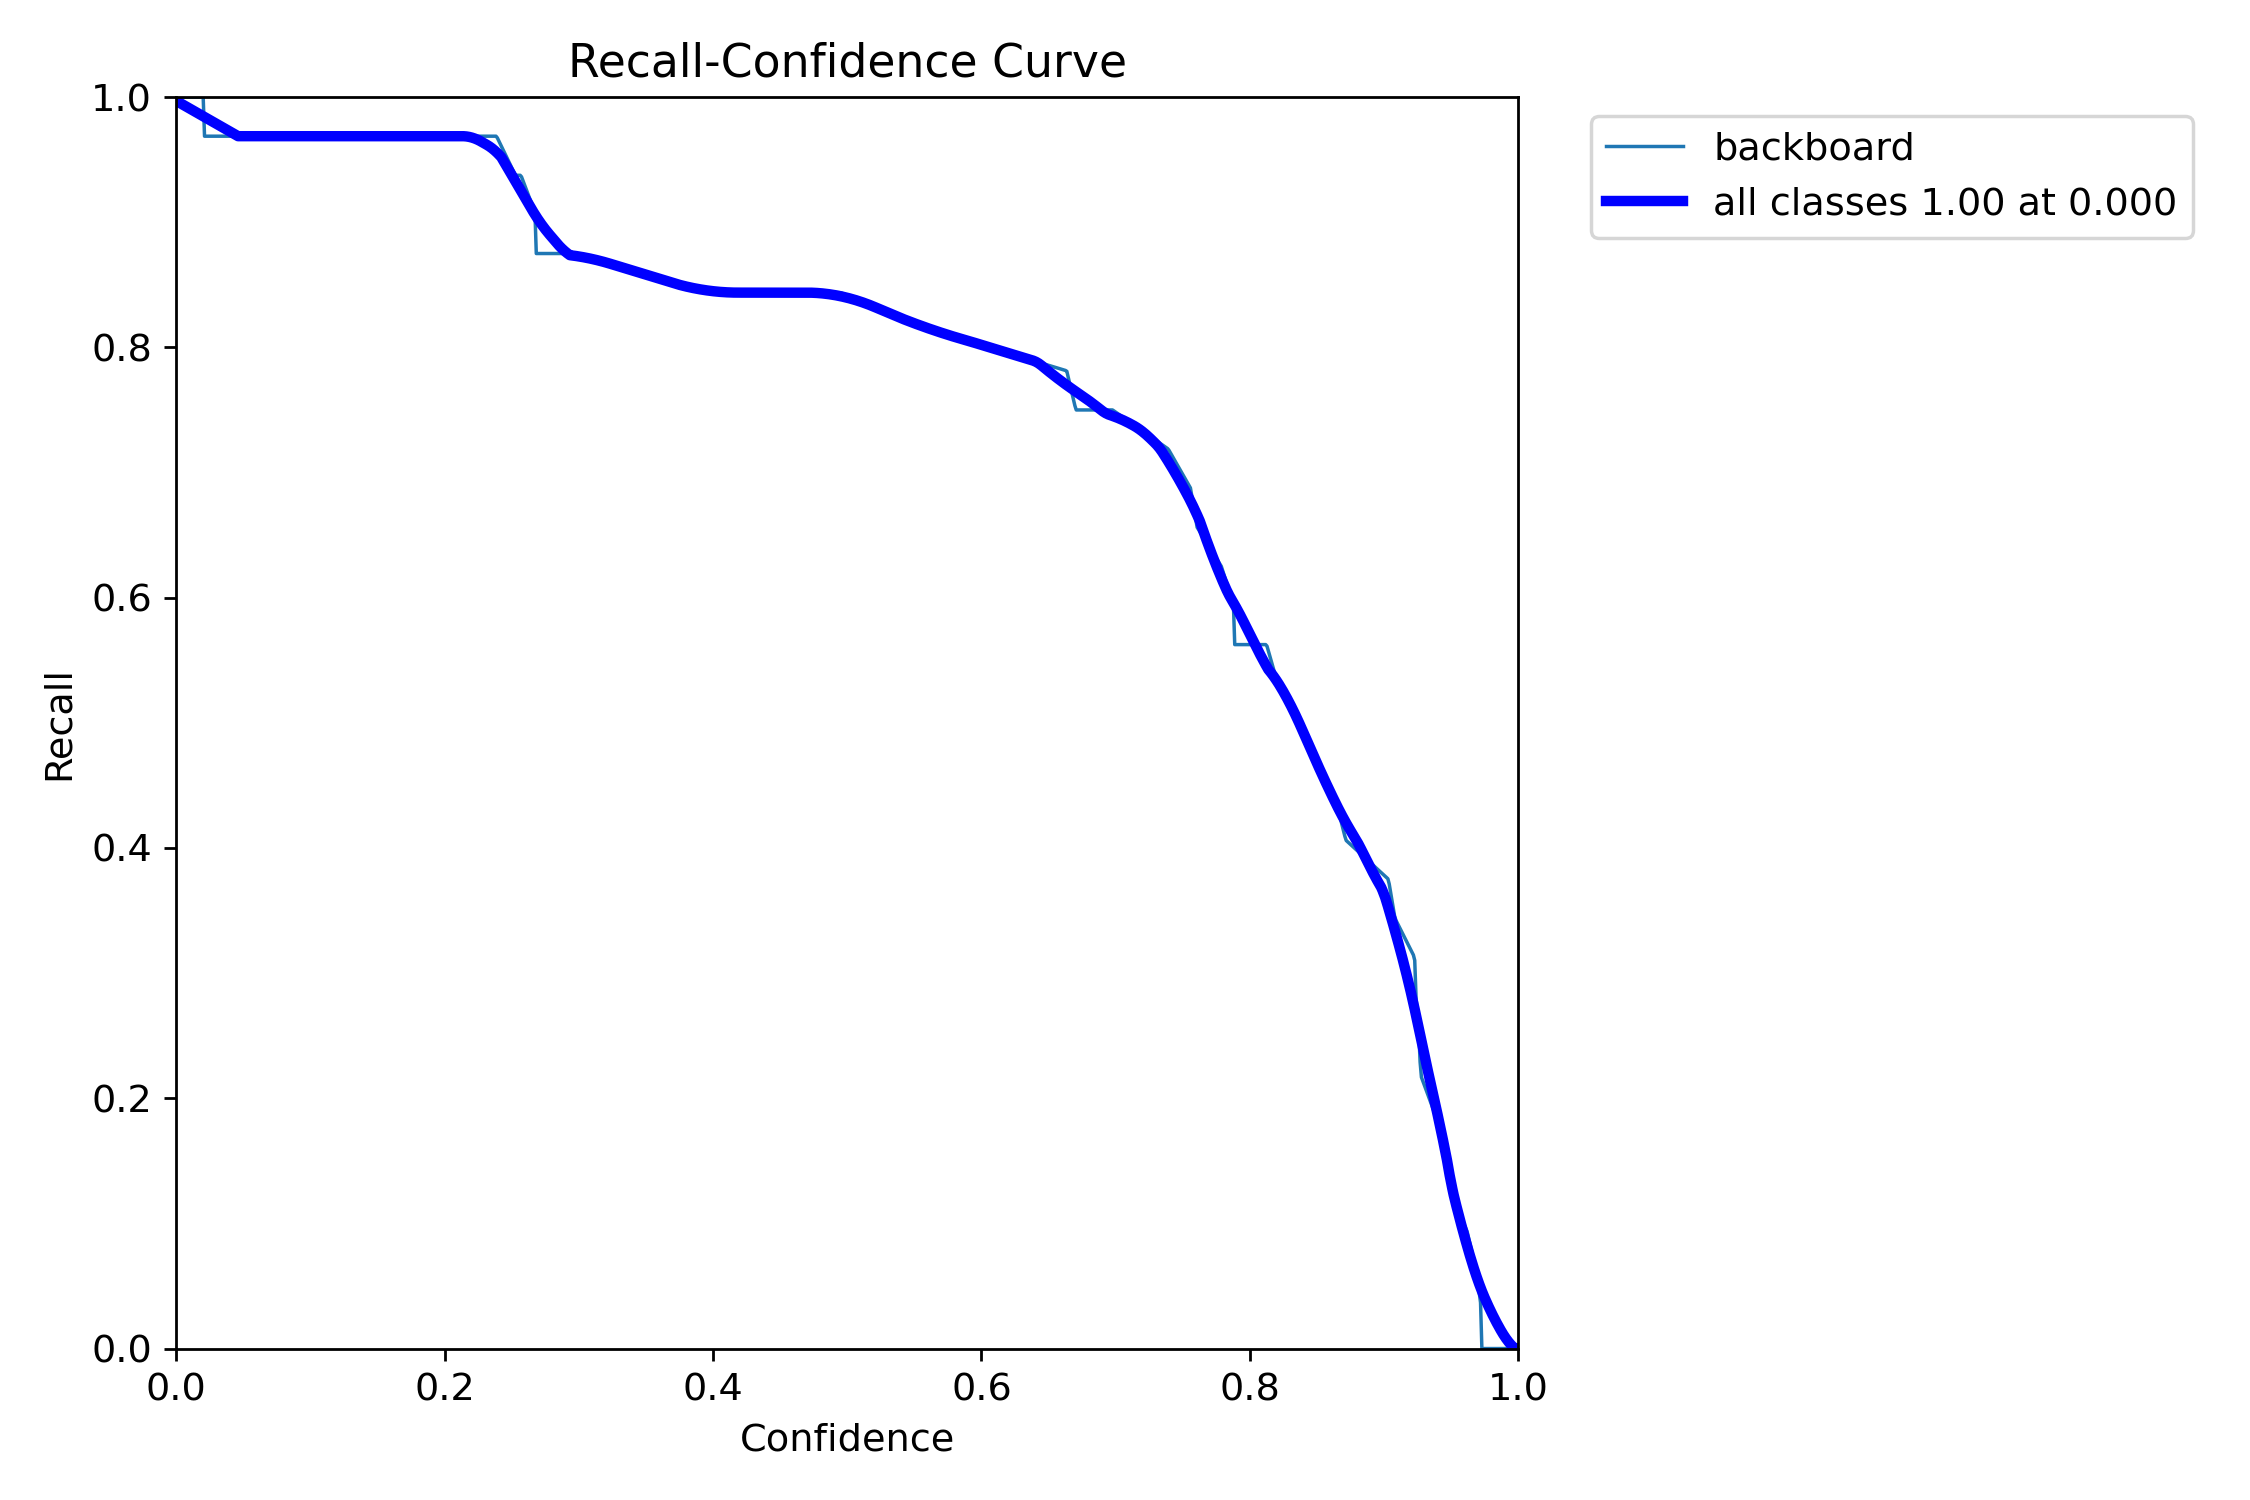 Recall-Confidence Curve
1.0
0.8
0.6
0.4
0.2
0.0
Recall
0.0 0.2 0.4 0.6 0.8 1.0
Confidence
backboard
all classes 1.00 at 0.000